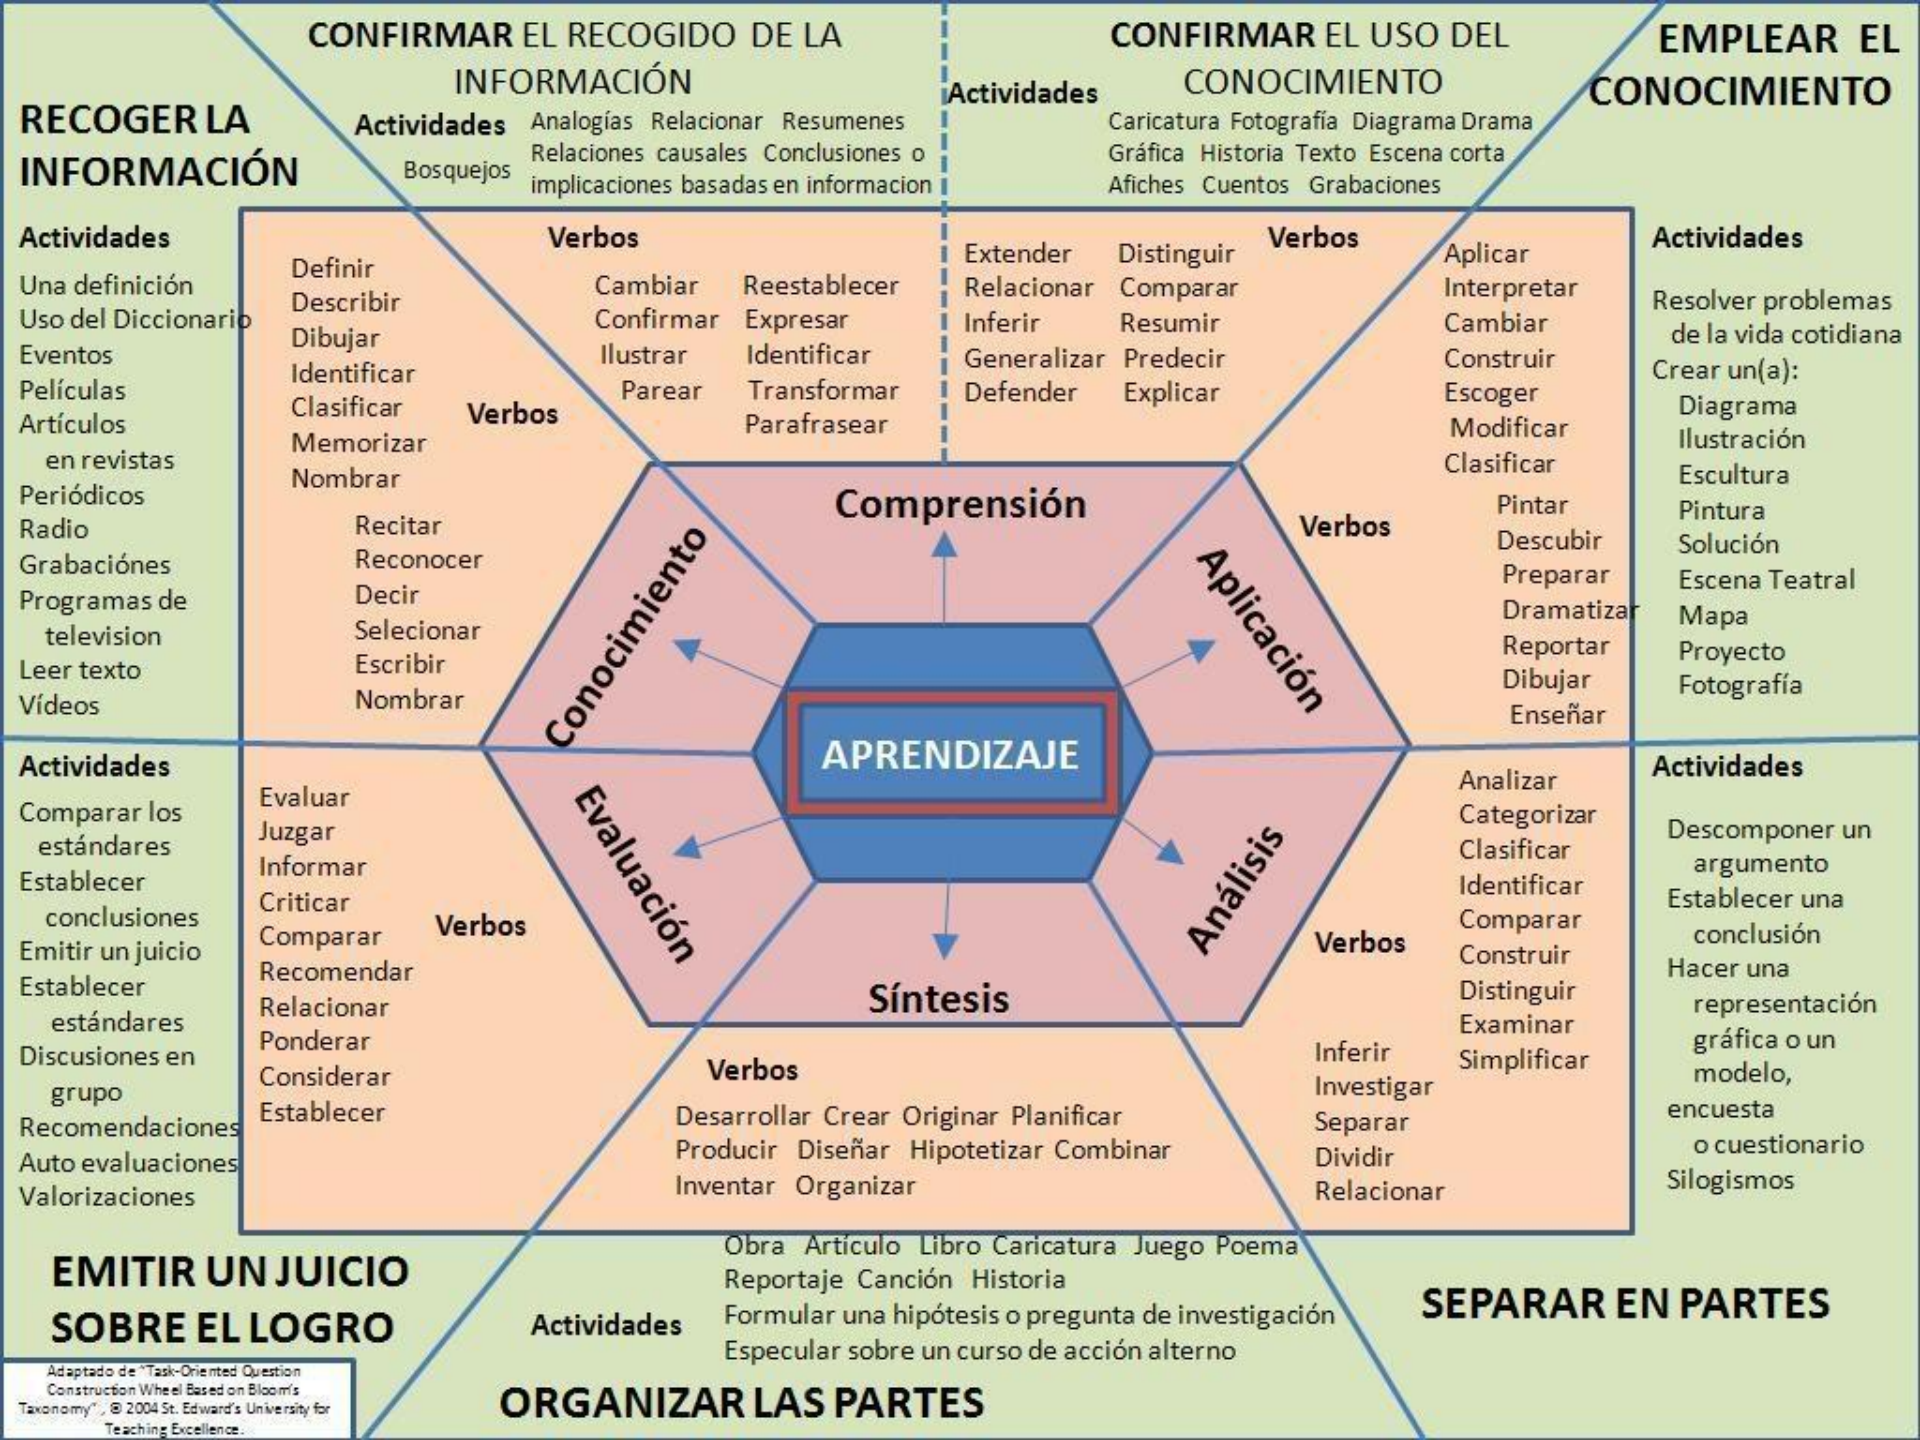 CONFIRMAR EL RECOGIDO DE LA
INFORMACIÓN
Actividades
Bosquejos
Analogías Relacionar Resumenes
Relaciones causales Conclusiones o
implicaciones basadas en informacion
CONFIRMAR EL USO DEL
CONOCIMIENTO
Actividades
Caricatura Fotografía Diagrama Drama
Gráfica Historia Texto Escena corta
Afiches Cuentos Grabaciones
EMPLEAR EL
CONOCIMIENTO
RECOGER LA
INFORMACIÓN
Actividades
Una definición
Uso del Diccionario
Eventos
Películas
Artículos
en revistas
Periódicos
Radio
Grabaciónes
Programas de
television
Leer texto
Vídeos
Definir
Describir
Dibujar
Identificar
Clasificar
Memorizar
Nombrar
Verbos
Recitar
Reconocer
Decir
Selecionar
Escribir
Nombrar
Verbos
Cambiar Reestablecer
Confirmar Expresar
Ilustrar Identificar
Parear Transformar
Parafrasear
Verbos
Extender Distinguir
Relacionar Comparar
Inferir Resumir
Generalizar Predecir
Defender Explicar
Aplicar
Interpretar
Cambiar
Construir
Escoger
Modificar
Clasificar
Verbos
Pintar
Descubir
Preparar
Dramatizar
Reportar
Dibujar
Enseñar
Actividades
Resolver problemas
de la vida cotidiana
Crear un(a):
Diagrama
Ilustración
Escultura
Pintura
Solución
Escena Teatral
Mapa
Proyecto
Fotografía
Comprensión
Conocimiento
Aplicación
APRENDIZAJE
Evaluación
Análisis
Síntesis
Actividades
Comparar los
estándares
Establecer
conclusiones
Emitir un juicio
Establecer
estándares
Discusiones en
grupo
Recomendaciones
Auto evaluaciones
Valorizaciones
Evaluar
Juzgar
Informar
Criticar
Comparar
Recomendar
Relacionar
Ponderar
Considerar
Establecer
Verbos
Verbos
Desarrollar Crear Originar Planificar
Producir Diseñar Hipotetizar Combinar
Inventar Organizar
Verbos
Analizar
Categorizar
Clasificar
Identificar
Comparar
Construir
Distinguir
Examinar
Simplificar
Inferir
Investigar
Separar
Dividir
Relacionar
Actividades
Descomponer un
argumento
Establecer una
conclusión
Hacer una
representación
gráfica o un
modelo,
encuesta
o cuestionario
Silogismos
EMITIR UN JUICIO
SOBRE EL LOGRO
Actividades
Obra Artículo Libro Caricatura Juego Poema
Reportaje Canción Historia
Formular una hipótesis o pregunta de investigación
Especular sobre un curso de acción alterno
ORGANIZAR LAS PARTES
SEPARAR EN PARTES
Adaptado de "Task-Oriented Question
Construction Wheel Based on Bloom's
Taxonomy", © 2004 St. Edward's University for
Teaching Excellence.